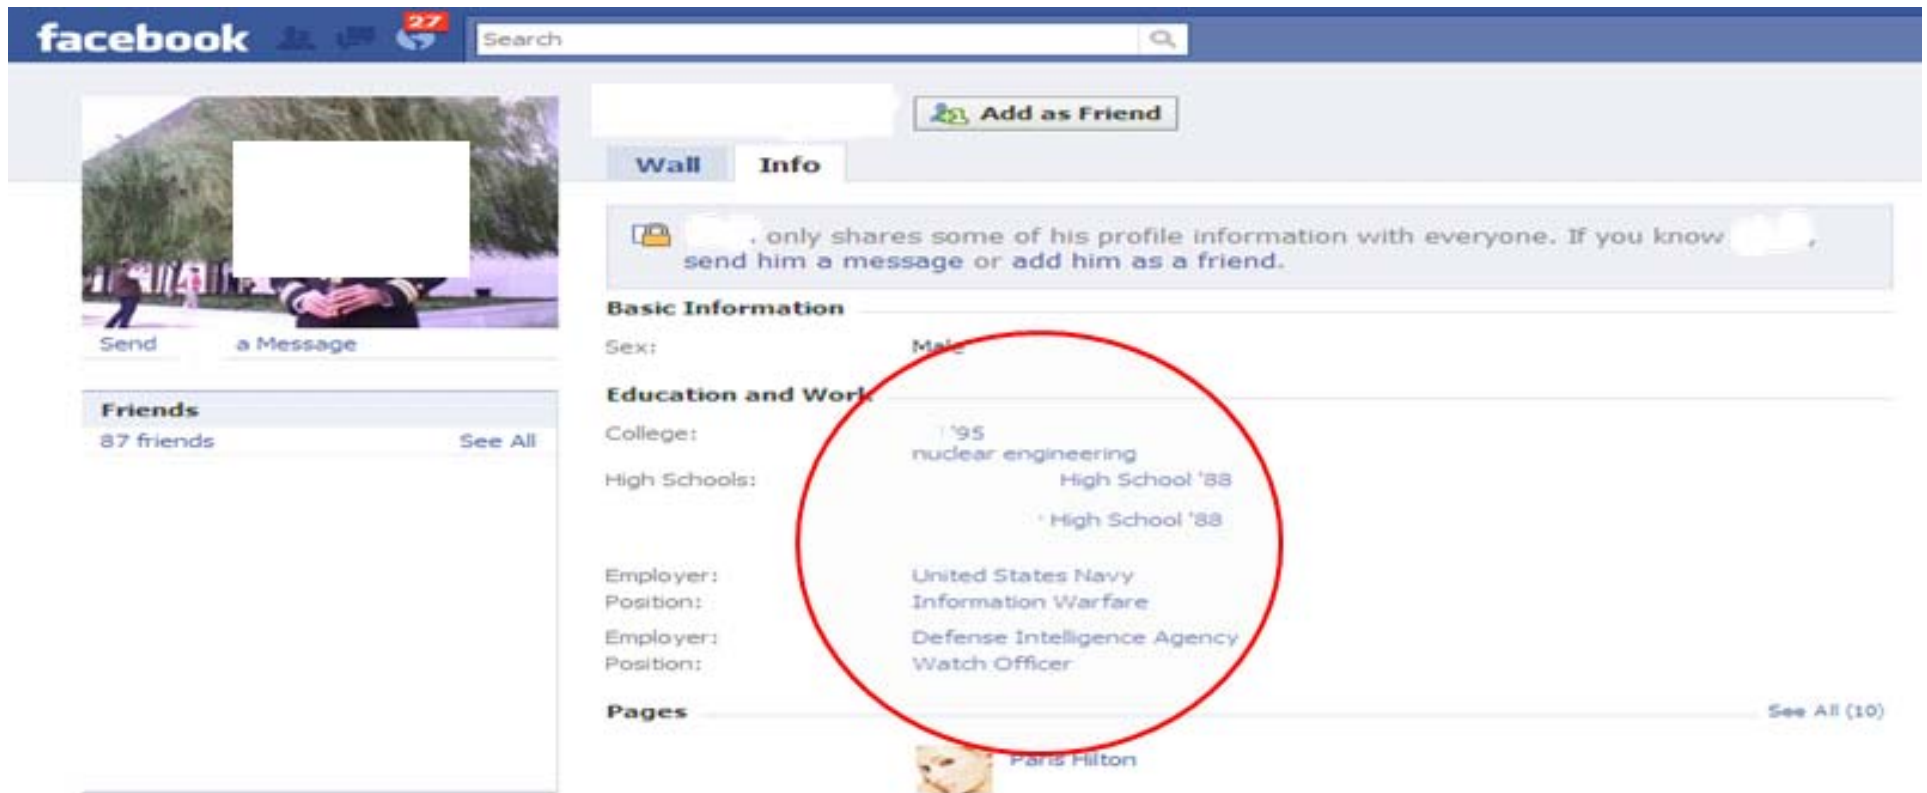 facebook
27
Search
Add as Friend
Wall Info
only shares some of his profile information with everyone. If you know ,
send him a message or add him as a friend.
Basic Information
Sex: Male
Send a Message
Education and Work
Friends
87 friends See All
College: '95
nuclear engineering
High Schools: High School '88
High School '88
Employer: United States Navy
Position: Information Warfare
Employer: Defense Intelligence Agency
Position: Watch Officer
Pages See All (10)
Paris Hilton